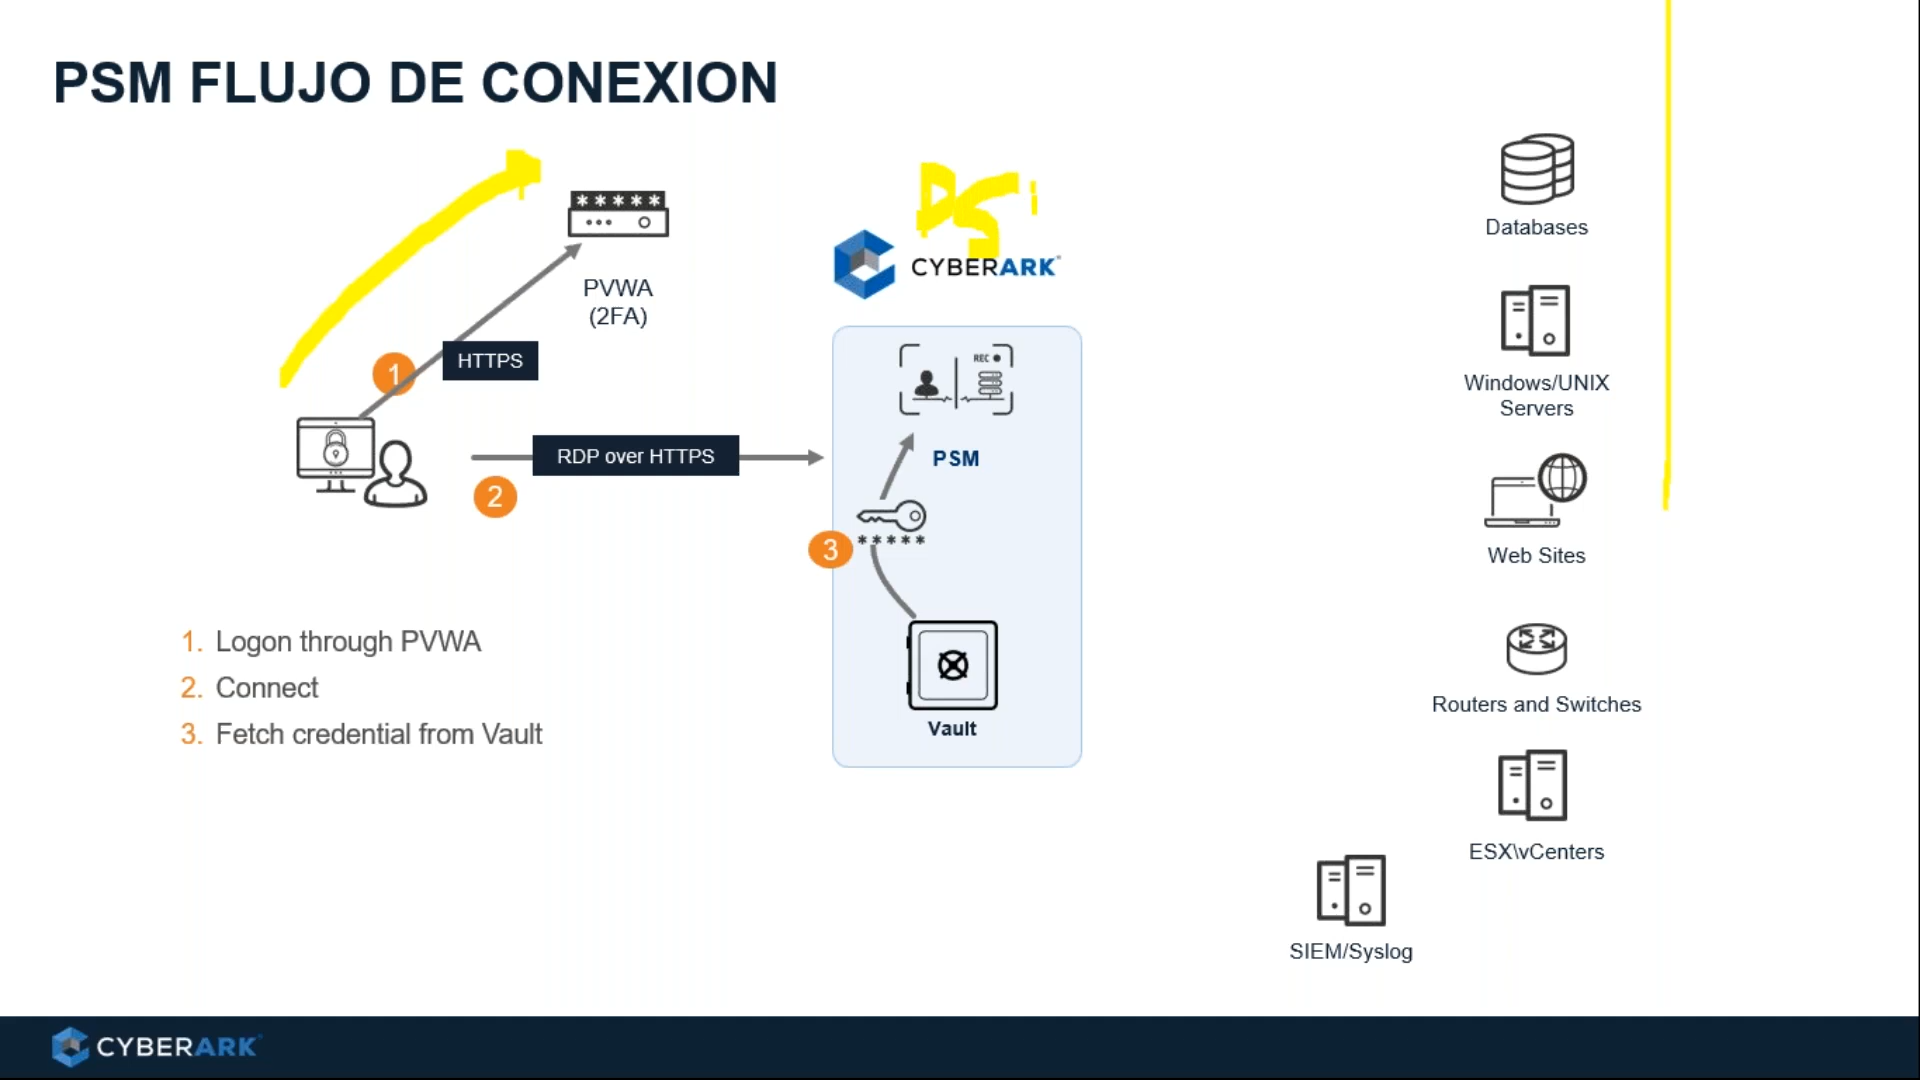 PSM FLUJO DE CONEXION
*****
PVWA
(2FA)
HTTPS
1
RDP over HTTPS
2
CYBERARK
REC
PSM
*****
3
Vault
1. Logon through PVWA
2. Connect
3. Fetch credential from Vault
Databases
Windows/UNIX
Servers
Web Sites
Routers and Switches
ESX\vCenters
SIEM/Syslog
CYBERARK